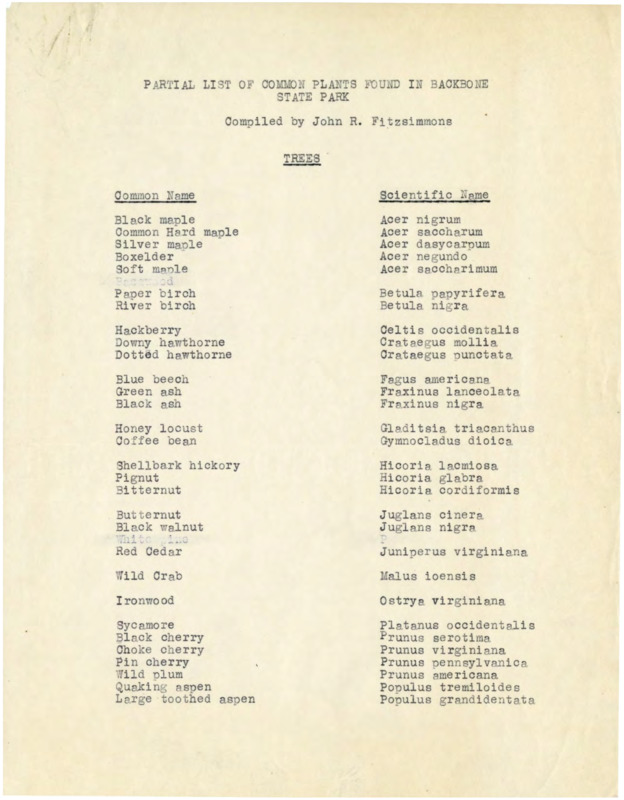 PARTIAL LIST OF COMMON PLANTS FOUND IN BACKBONE
STATE PARK
Compiled by John R. Fitzsimmons
TREES
Common Name Scientific Name
Black maple Acer nigrum
Common Hard maple Acer saccharum
Silver maple Acer dasycarpum
Boxelder Acer negundo
Soft maple Acer saccharimum
Paper birch Betula papyrifera
River birch Betula nigra
Hackberry Celtis occidentalis
Downy hawthorne Crataegus mollia
Dotted hawthorne Crataegus punctata
Blue beech Fagus americana
Green ash Fraxinus lanceolata
Black ash Fraxinus nigra
Honey locust Gladitsia triacanthus
Coffee bean Gymnocladus dioica
Shellbark hickory Hicoria lacmiosa
Pignut Hicoria glabra
Bitternut Hicoria cordiformis
Butternut Juglans cinera
Black walnut Juglans nigra
White pine P
Red Cedar Juniperus virginiana
Wild Crab Malus ioensis
Ironwood Ostrya virginiana
Sycamore Platanus occidentalis
Black cherry Prunus serotima
Choke cherry Prunus virginiana
Pin cherry Prunus pennsylvanica
Wild plum Prunus americana
Quaking aspen Populus tremiloides
Large toothed aspen Populus grandidentata